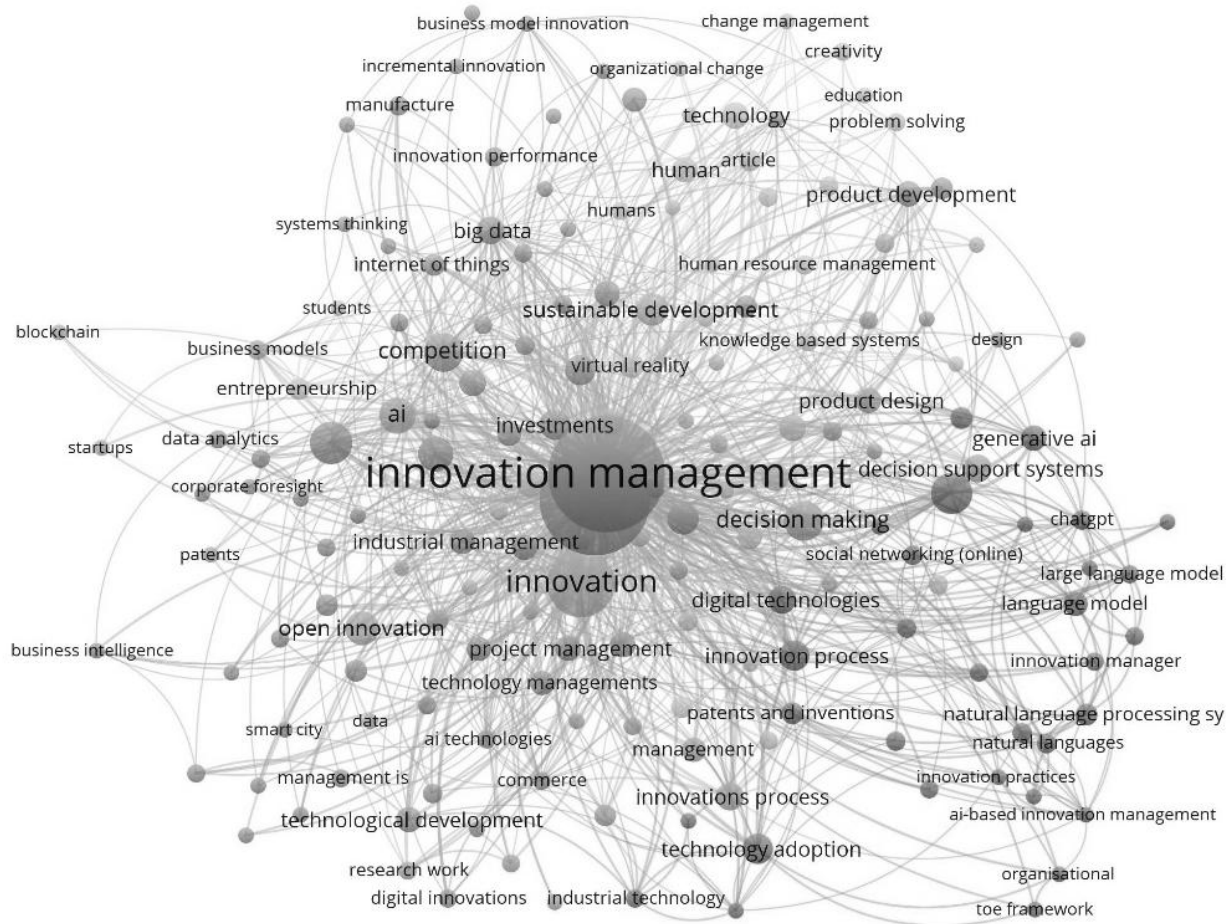 business model innovation
change management
creativity
incremental innovation
organizational change
education
manufacture
technology
problem solving
innovation performance
human
article
product development
humans
systems thinking
big data
internet of things
human resource management
students
sustainable development
blockchain
business models
competition
knowledge based systems
design
virtual reality
entrepreneurship
ai
investments
product design
startups
data analytics
generative ai
innovation management
decision support systems
corporate foresight
decision making
chatgpt
patents
industrial management
social networking (online)
large language model
innovation
digital technologies
language model
open innovation
business intelligence
project management
innovation process
innovation manager
technology managements
smart city
data
patents and inventions
natural language processing sy
ai technologies
management
natural languages
management is
commerce
innovation practices
innovations process
ai-based innovation management
technological development
technology adoption
research work
organisational
digital innovations
industrial technology
toe framework